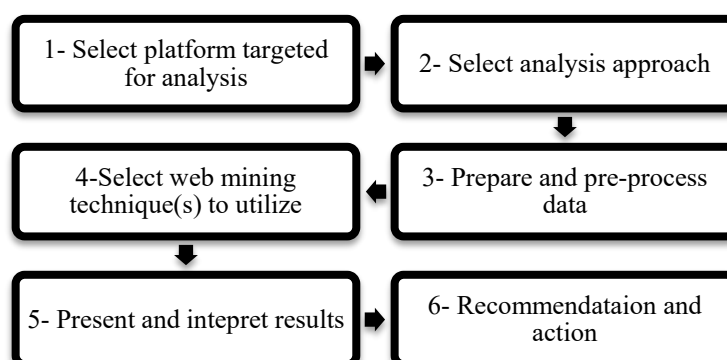 1- Select platform targeted
for analysis
2- Select analysis approach
3- Prepare and pre-process
data
4-Select web mining
technique(s) to utilize
5- Present and intepret results
6- Recommendataion and
action